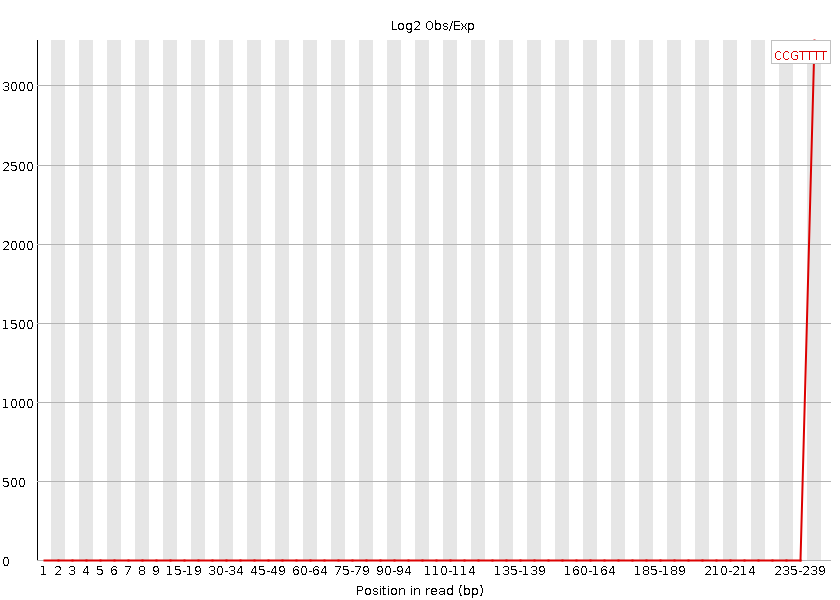 Log2 Obs/Exp
CCGTTTT
3000
2500
2000
1500
1000
500
0
1 2 3 4 5 6 7 8 9 15-19 30-34 45-49 60-64 75-79 90-94 110-114 135-139 160-164 185-189 210-214 235-239
Position in read (bp)